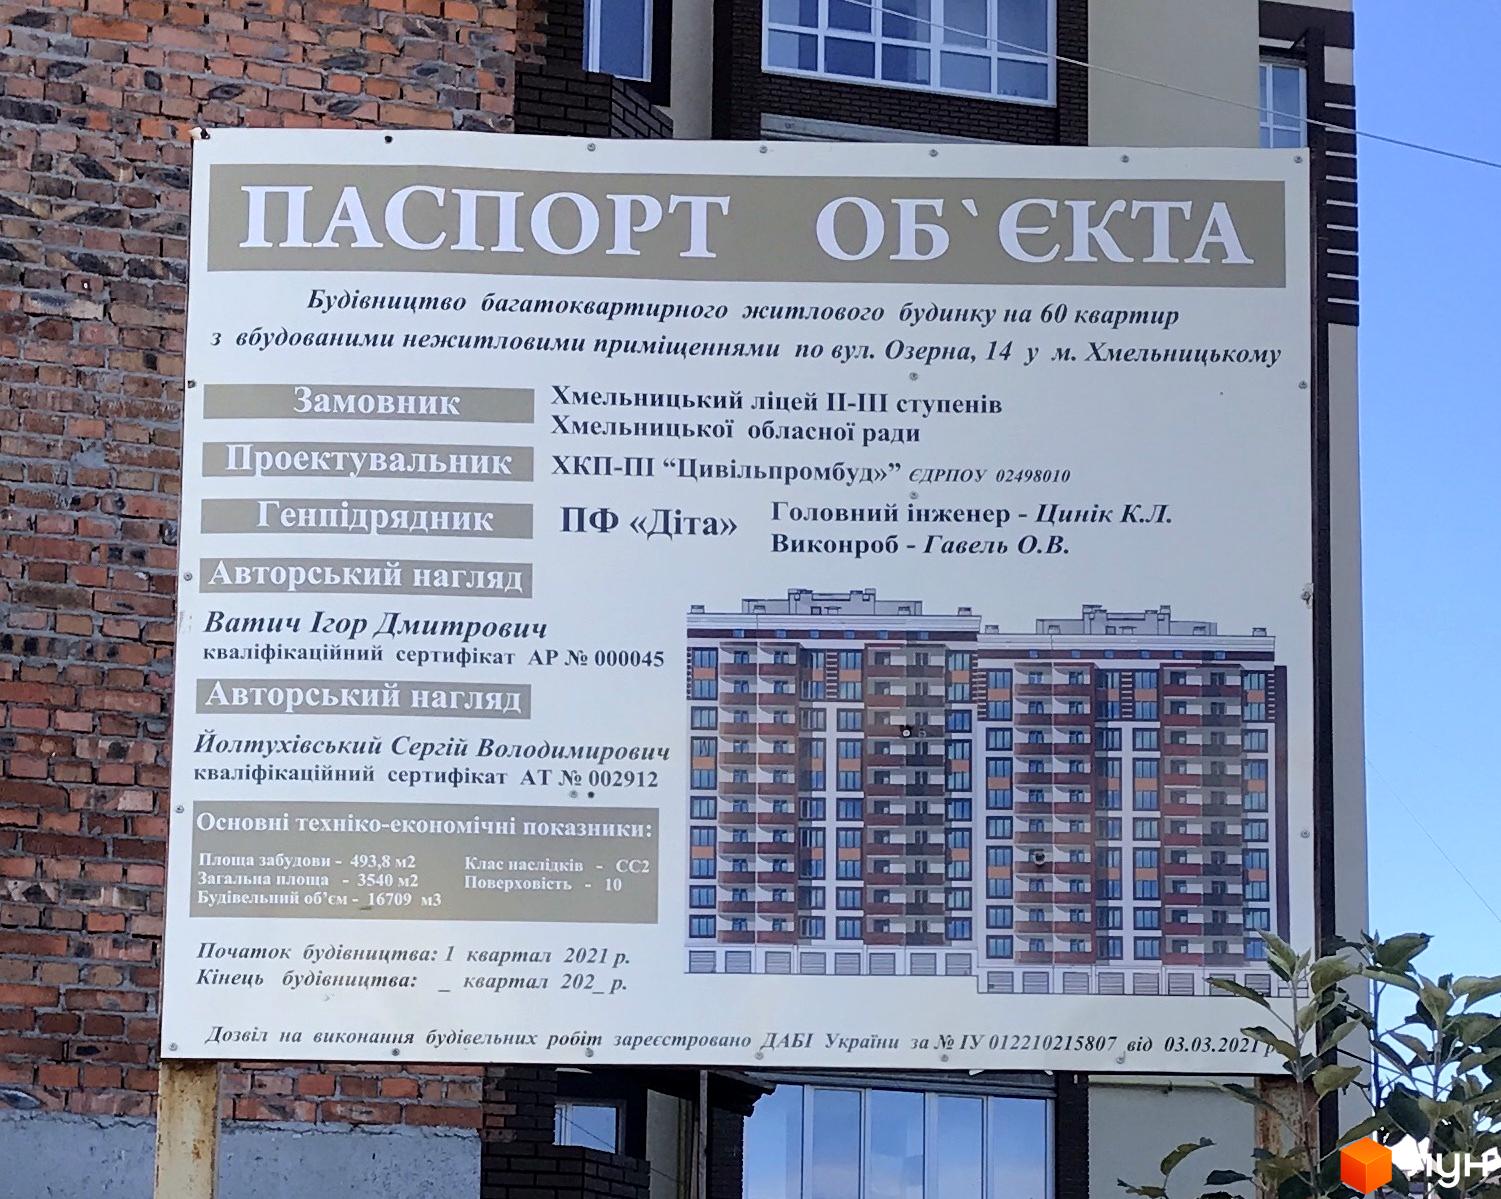 ПАСПОРТ ОБ`ЄКТА
Будівництво багатоквартирного житлового будинку на 60 квартир
з вбудованими нежитловими приміщеннями по вул. Озерна, 14 у м. Хмельницькому
Замовник
Хмельницький ліцей ІІ-ІІІ ступенів
Хмельницької обласної ради
Проектувальник
ХКП-ПІ “Цивільпромбуд»” ЄДРПОУ 02498010
Генпідрядник
ПФ «Діта»
Головний інженер - Цинік К.Л.
Виконроб - Гавель О.В.
Авторський нагляд
Ватич Ігор Дмитрович
кваліфікаційний сертифікат АР № 000045
Авторський нагляд
Йолтухівський Сергій Володимирович
кваліфікаційний сертифікат АТ № 002912
Основні техніко-економічні показники:
Площа забудови - 493,8 м2
Загальна площа - 3540 м2
Будівельний об’єм - 16709 м3
Клас наслідків - СС2
Поверховість - 10
Початок будівництва: 1 квартал 2021 р.
Кінець будівництва: _ квартал 202_ р.
Дозвіл на виконання будівельних робіт зареєстровано ДАБІ України за № ІУ 012210215807 від 03.03.2021 р
лун